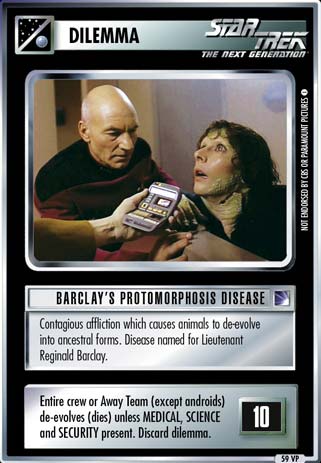 DILEMMA
STAR TREK
THE NEXT GENERATION
NOT ENDORSED BY CBS OR PARAMOUNT PICTURES
BARCLAY'S PROTOMORPHOSIS DISEASE
Contagious affliction which causes animals to de-evolve
into ancestral forms. Disease named for Lieutenant
Reginald Barclay.
Entire crew or Away Team (except androids)
de-evolves (dies) unless MEDICAL, SCIENCE
and SECURITY present. Discard dilemma.
10
59 VP